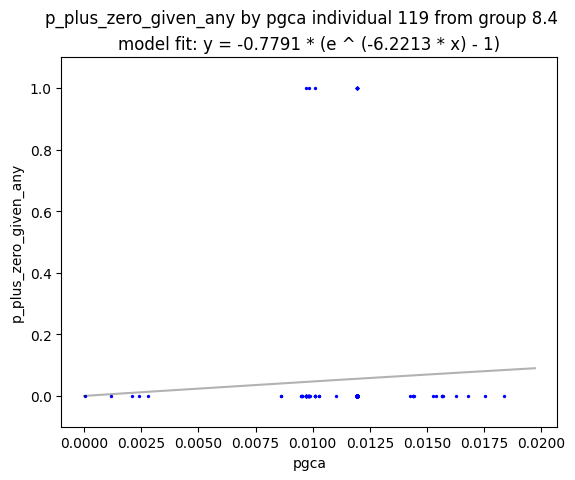 p_plus_zero_given_any by pgca individual 119 from group 8.4
model fit: y = -0.7791 * (e ^ (-6.2213 * x) - 1)
1.0
0.8
0.6
0.4
0.2
0.0
p_plus_zero_given_any
0.0000 0.0025 0.0050 0.0075 0.0100 0.0125 0.0150 0.0175 0.0200
pgca